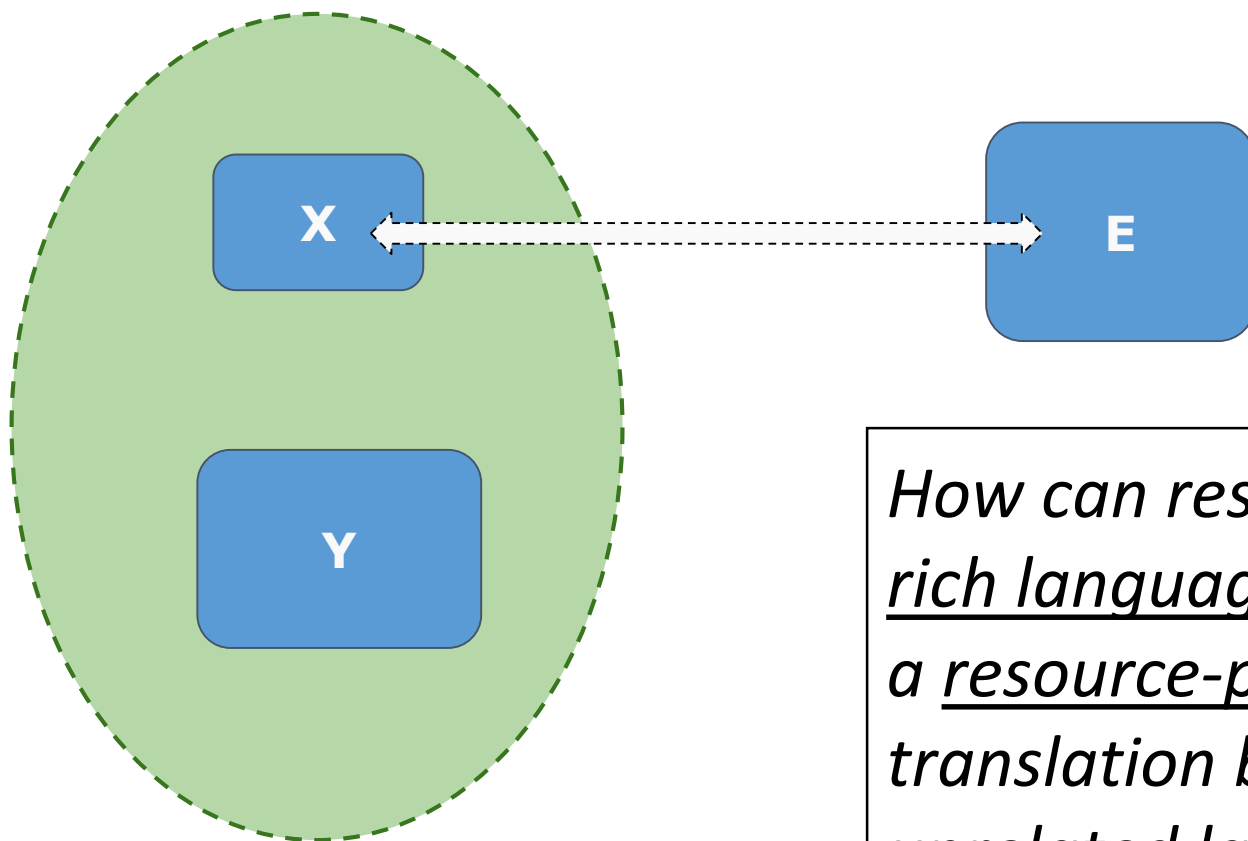 X
E
Y
How can res
rich languag
a resource-p
translation b